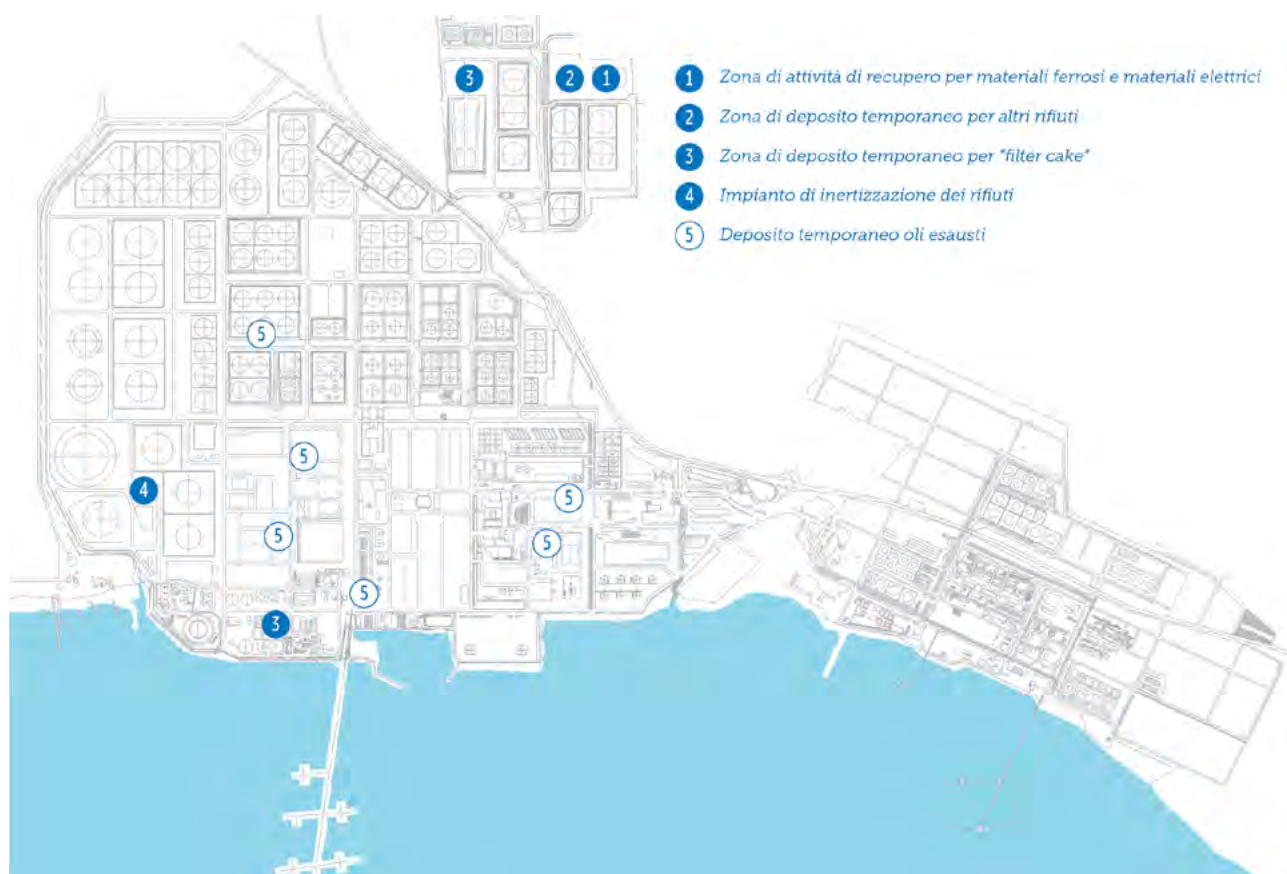 3
2
1
1 Zona di attività di recupero per materiali ferrosi e materiali elettrici
2 Zona di deposito temporaneo per altri rifiuti
3 Zona di deposito temporaneo per "filter cake"
4 Impianto di inertizzazione dei rifiuti
5 Deposito temporaneo oli esausti
5
5
4
5
5
5
5
3